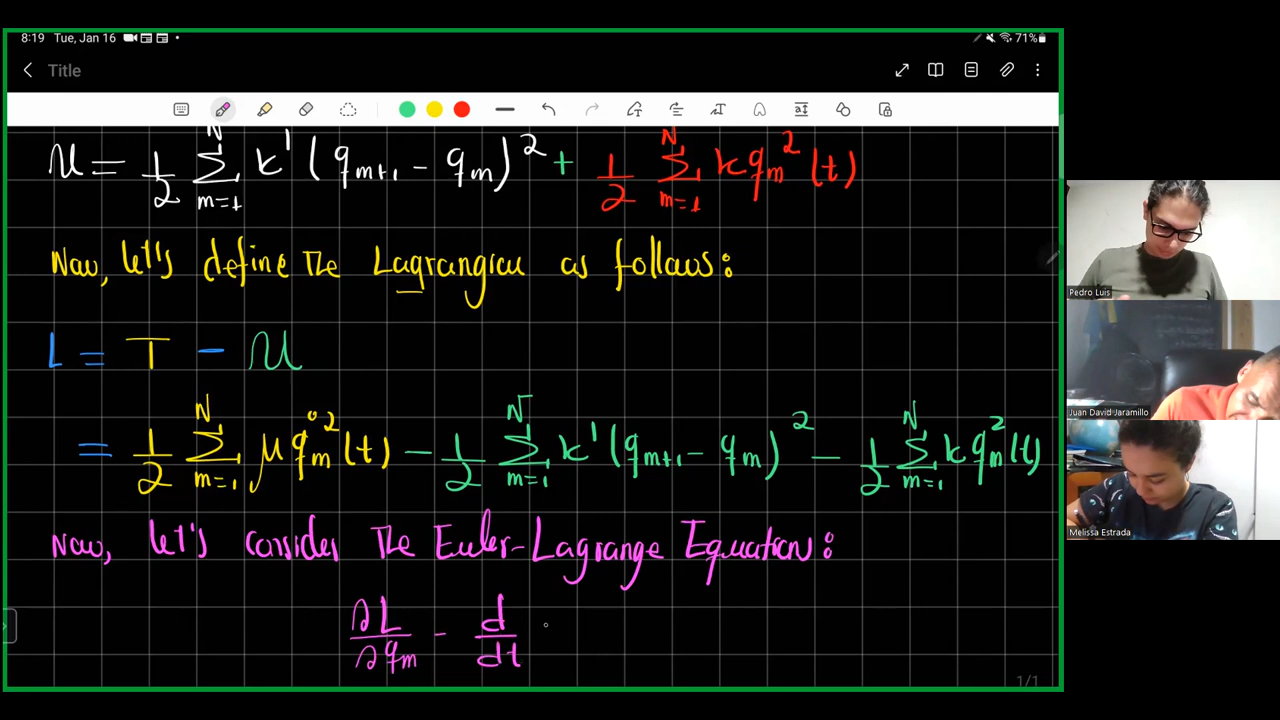 8:19 Tue, Jan 16 71%
Title
U = 1/2 Σ_{m=1}^{N} k' (q_{m+1} - q_m)^2 + 1/2 Σ_{m=1}^{N} k q_m^2 (t)
Now, let's define the Lagrangian as follows:
L = T - U
= 1/2 Σ_{m=1}^{N} μ q̇_m^2 (t) - 1/2 Σ_{m=1}^{N} k' (q_{m+1} - q_m)^2 - 1/2 Σ_{m=1}^{N} k q_m^2 (t)
Now, let's consider the Euler-Lagrange Equation:
∂L/∂q_m - d/dt
1/1
Pedro Luis
Juan David Jaramillo
Melissa Estrada